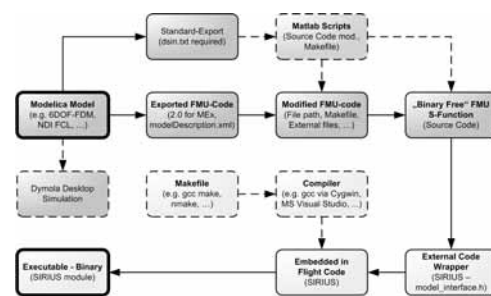 Standard-Export
(dsin.txt required)
Matlab Scripts
(Source Code mod.,
Makefile)
Modelica Model
(e.g. 6DOF-FDM,
NDI FCL, ...)
Exported FMU-Code
(2.0 for MEx,
modelDescription.xml)
Modified FMU-code
(File path, Makefile,
External files, ...)
„Binary Free“ FMU
S-Function
(Source Code)
Dymola Desktop
Simulation
Makefile
(e.g. gcc make,
nmake, ...)
Compiler
(e.g. gcc via Cygwin,
MS Visual Studio, ...)
Executable - Binary
(SIRIUS module)
Embedded in
Flight Code
(SIRIUS)
External Code
Wrapper
(SIRIUS –
model_interface.h)